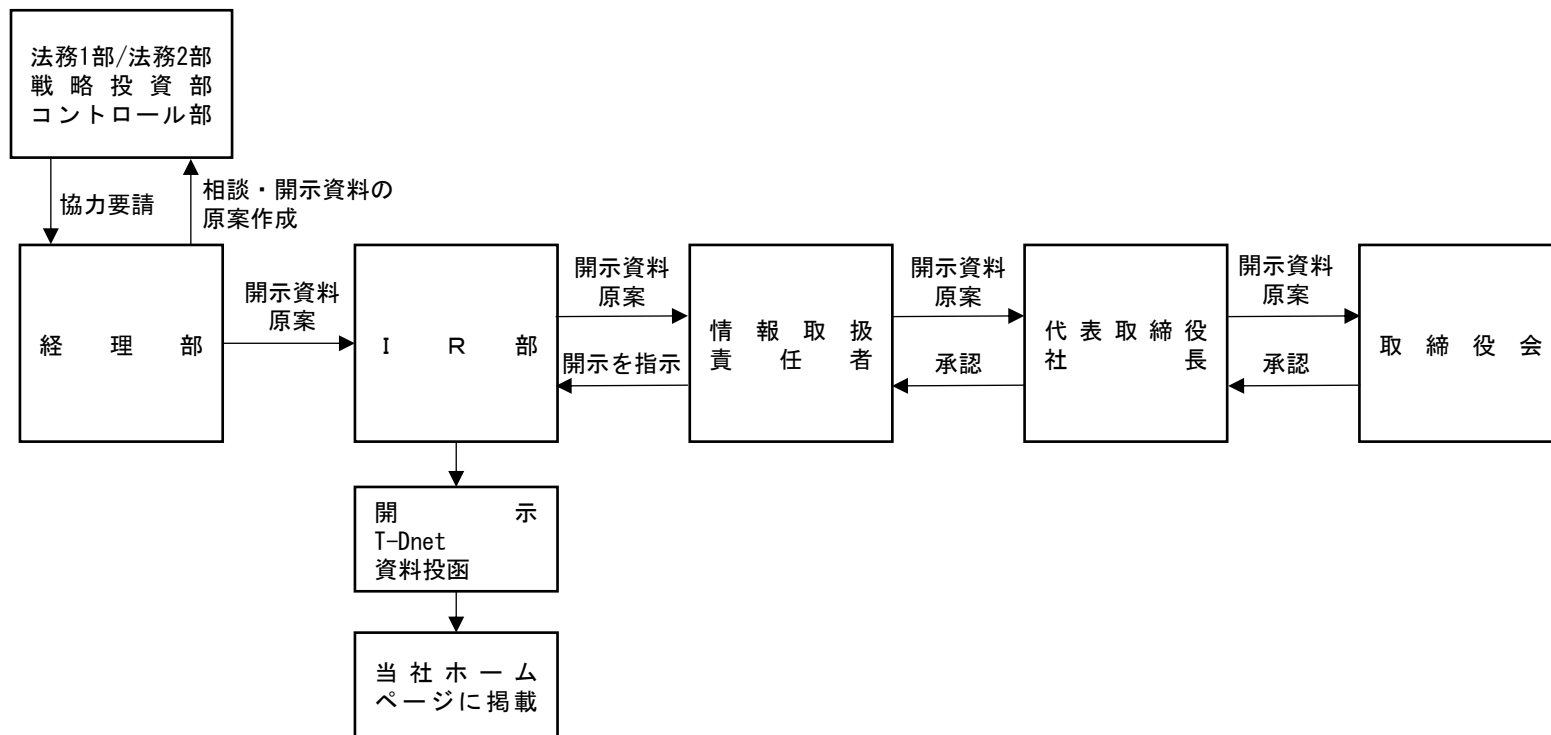 法務1部/法務2部
戦略投資部
コントロール部
協力要請
相談・開示資料の
原案作成
経理部
開示資料
原案
IR部
開示資料
原案
開示を指示
情報取扱
責任者
開示資料
原案
承認
代表取締役
社長
開示資料
原案
承認
取締役会
開示
T-Dnet
資料投函
当社ホーム
ページに掲載